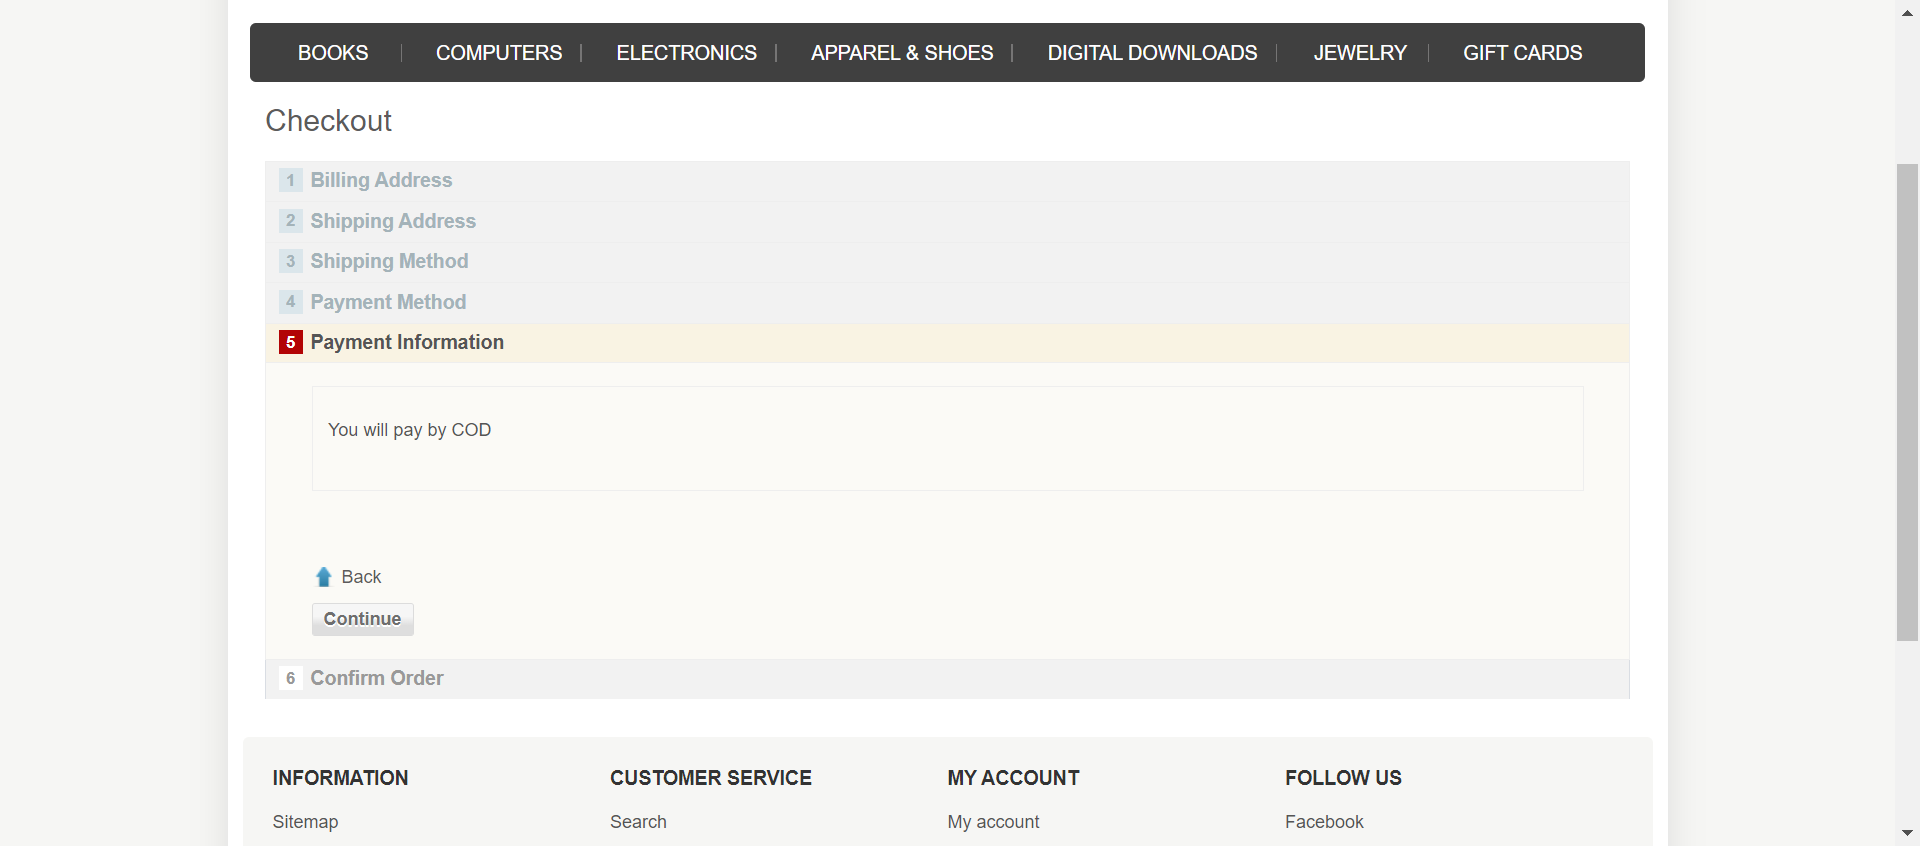 BOOKS COMPUTERS ELECTRONICS APPAREL & SHOES DIGITAL DOWNLOADS JEWELRY GIFT CARDS
Checkout
1 Billing Address
2 Shipping Address
3 Shipping Method
4 Payment Method
5 Payment Information
You will pay by COD
Back
Continue
6 Confirm Order
INFORMATION CUSTOMER SERVICE MY ACCOUNT FOLLOW US
Sitemap Search My account Facebook